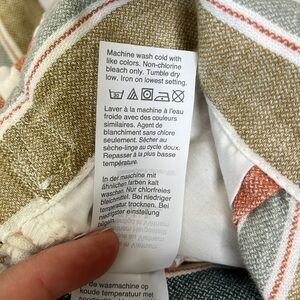 Machine wash cold with
like colors. Non-chlorine
bleach only. Tumble dry
low. Iron on lowest setting.
Laver à la machine à l'eau
froide avec des couleurs
similaires. Agent de
blanchiment sans chlore
seulement. Sécher au
sèche-linge au cycle doux.
Repasser à la plus basse
température.
In der machine mit
ähnlichen farben kalt
waschen. Nur chlorfreies
bleichmittel. Bei niedriger
temperatur trocknen. Bei
niedrigster einstellung
bügeln.
op de wasmachine op
koude temperatuur met